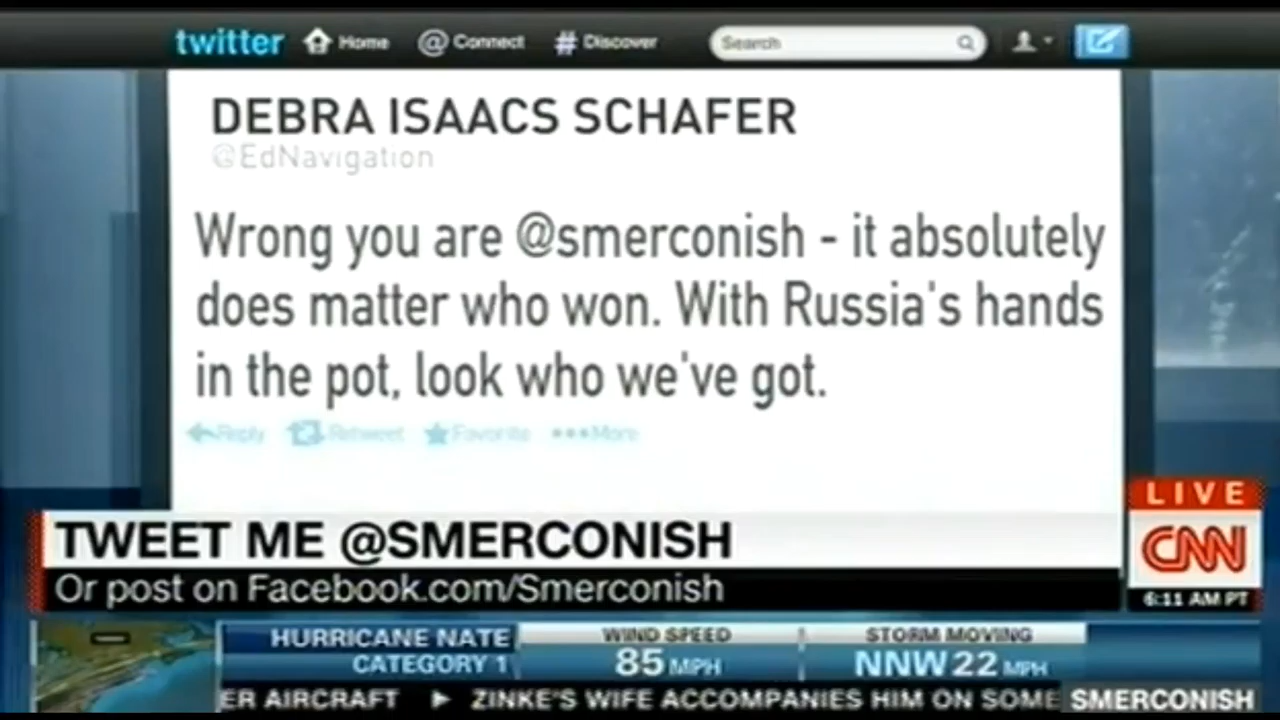 twitter Home @ Connect # Discover Search
DEBRA ISAACS SCHAFER
@EdNavigation
Wrong you are @smerconish - it absolutely
does matter who won. With Russia's hands
in the pot, look who we've got.
Reply Retweet Favorite •••More
LIVE
CNN
6:11 AM PT
TWEET ME @SMERCONISH
Or post on Facebook.com/Smerconish
HURRICANE NATE WIND SPEED STORM MOVING
CATEGORY 1 85 MPH NNW 22 MPH
ER AIRCRAFT ► ZINKE'S WIFE ACCOMPANIES HIM ON SOME SMERCONISH